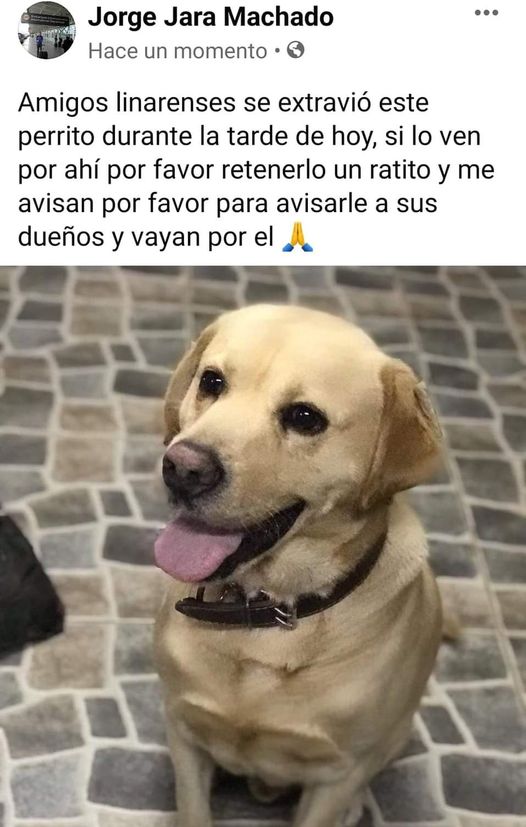 Jorge Jara Machado
Hace un momento •
Amigos linarenses se extravió este
perrito durante la tarde de hoy, si lo ven
por ahí por favor retenerlo un ratito y me
avisan por favor para avisarle a sus
dueños y vayan por el 🙏